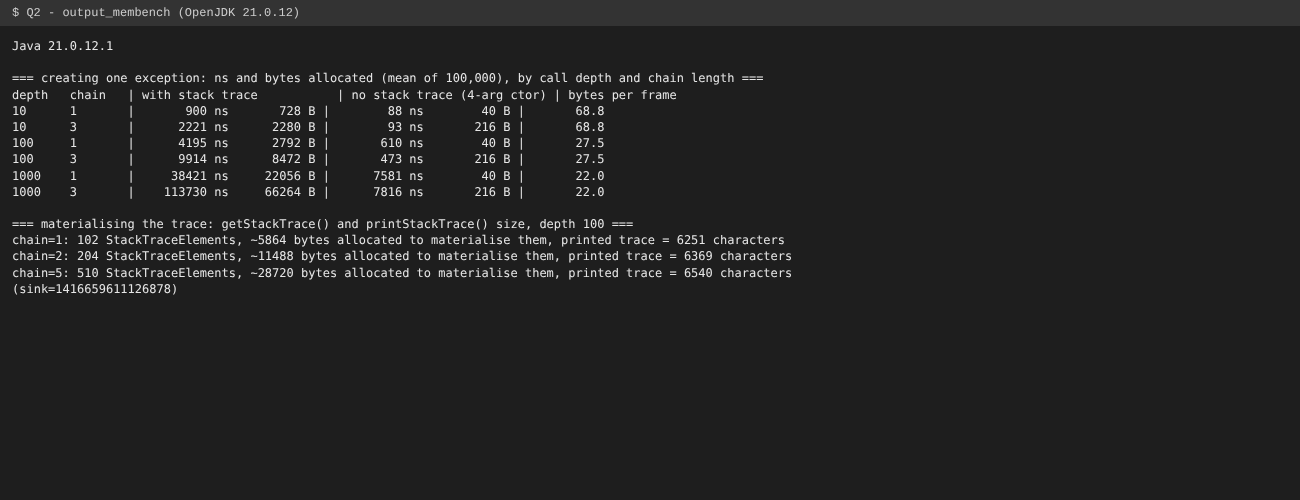 $ Q2 - output_membench (OpenJDK 21.0.12)
Java 21.0.12.1
=== creating one exception: ns and bytes allocated (mean of 100,000), by call depth and chain length ===
depth   chain   | with stack trace           | no stack trace (4-arg ctor) | bytes per frame
10      1       |       900 ns       728 B |        88 ns        40 B |       68.8
10      3       |      2221 ns      2280 B |        93 ns       216 B |       68.8
100     1       |      4195 ns      2792 B |       610 ns        40 B |       27.5
100     3       |      9914 ns      8472 B |       473 ns       216 B |       27.5
1000    1       |     38421 ns     22056 B |      7581 ns        40 B |       22.0
1000    3       |    113730 ns     66264 B |      7816 ns       216 B |       22.0
=== materialising the trace: getStackTrace() and printStackTrace() size, depth 100 ===
chain=1: 102 StackTraceElements, ~5864 bytes allocated to materialise them, printed trace = 6251 characters
chain=2: 204 StackTraceElements, ~11488 bytes allocated to materialise them, printed trace = 6369 characters
chain=5: 510 StackTraceElements, ~28720 bytes allocated to materialise them, printed trace = 6540 characters
(sink=1416659611126878)